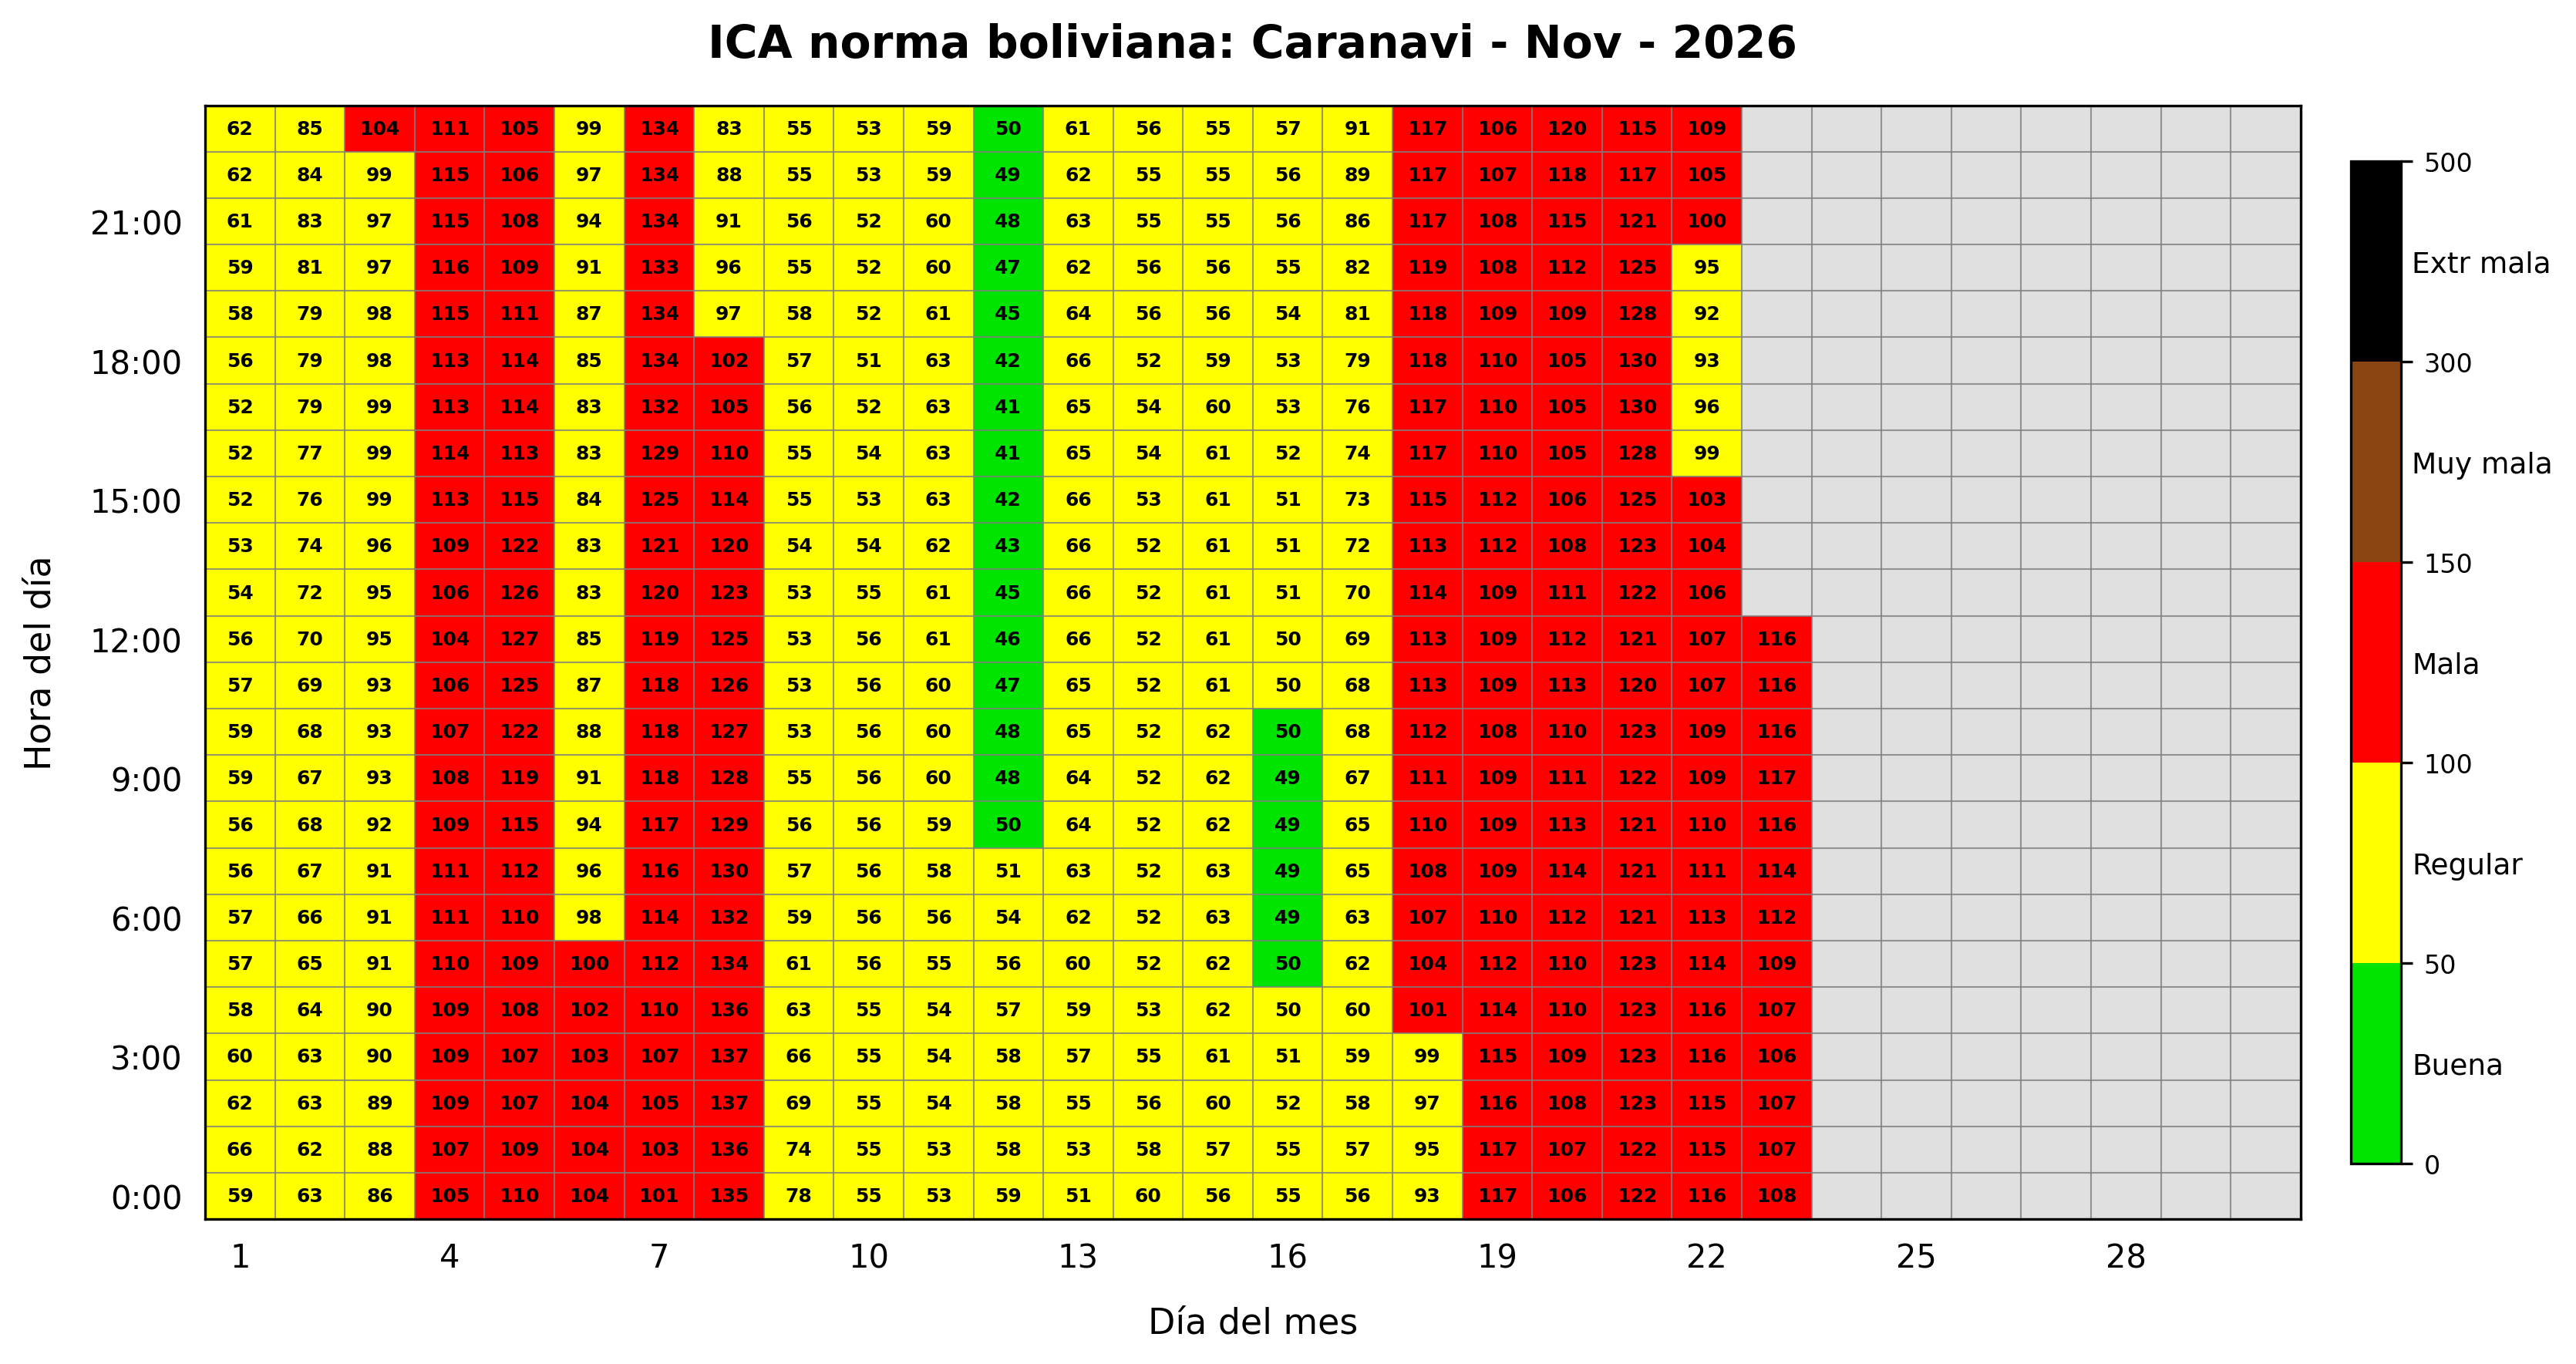 ICA norma boliviana: Caranavi - Nov - 2026
62 85 104 111 105 99 134 83 55 53 59 50 61 56 55 57 91 117 106 120 115 109
62 84 99 115 106 97 134 88 55 53 59 49 62 55 55 56 89 117 107 118 117 105
21:00 61 83 97 115 108 94 134 91 56 52 60 48 63 55 55 56 86 117 108 115 121 100
59 81 97 116 109 91 133 96 55 52 60 47 62 56 56 55 82 119 108 112 125 95
58 79 98 115 111 87 134 97 58 52 61 45 64 56 56 54 81 118 109 109 128 92
18:00 56 79 98 113 114 85 134 102 57 51 63 42 66 52 59 53 79 118 110 105 130 93
52 79 99 113 114 83 132 105 56 52 63 41 65 54 60 53 76 117 110 105 130 96
52 77 99 114 113 83 129 110 55 54 63 41 65 54 61 52 74 117 110 105 128 99
15:00 52 76 99 113 115 84 125 114 55 53 63 42 66 53 61 51 73 115 112 106 125 103
53 74 96 109 122 83 121 120 54 54 62 43 66 52 61 51 72 113 112 108 123 104
54 72 95 106 126 83 120 123 53 55 61 45 66 52 61 51 70 114 109 111 122 106
12:00 56 70 95 104 127 85 119 125 53 56 61 46 66 52 61 50 69 113 109 112 121 107 116
57 69 93 106 125 87 118 126 53 56 60 47 65 52 61 50 68 113 109 113 120 107 116
59 68 93 107 122 88 118 127 53 56 60 48 65 52 62 50 68 112 108 110 123 109 116
9:00 59 67 93 108 119 91 118 128 55 56 60 48 64 52 62 49 67 111 109 111 122 109 117
56 68 92 109 115 94 117 129 56 56 59 50 64 52 62 49 65 110 109 113 121 110 116
56 67 91 111 112 96 116 130 57 56 58 51 63 52 63 49 65 108 109 114 121 111 114
6:00 57 66 91 111 110 98 114 132 59 56 56 54 62 52 63 49 63 107 110 112 121 113 112
57 65 91 110 109 100 112 134 61 56 55 56 60 52 62 50 62 104 112 110 123 114 109
58 64 90 109 108 102 110 136 63 55 54 57 59 53 62 50 60 101 114 110 123 116 107
3:00 60 63 90 109 107 103 107 137 66 55 54 58 57 55 61 51 59 99 115 109 123 116 106
62 63 89 109 107 104 105 137 69 55 54 58 55 56 60 52 58 97 116 108 123 115 107
66 62 88 107 109 104 103 136 74 55 53 58 53 58 57 55 57 95 117 107 122 115 107
0:00 59 63 86 105 110 104 101 135 78 55 53 59 51 60 56 55 56 93 117 106 122 116 108
1 4 7 10 13 16 19 22 25 28
Día del mes
Hora del día
500
Extr mala
300
Muy mala
150
Mala
100
Regular
50
Buena
0